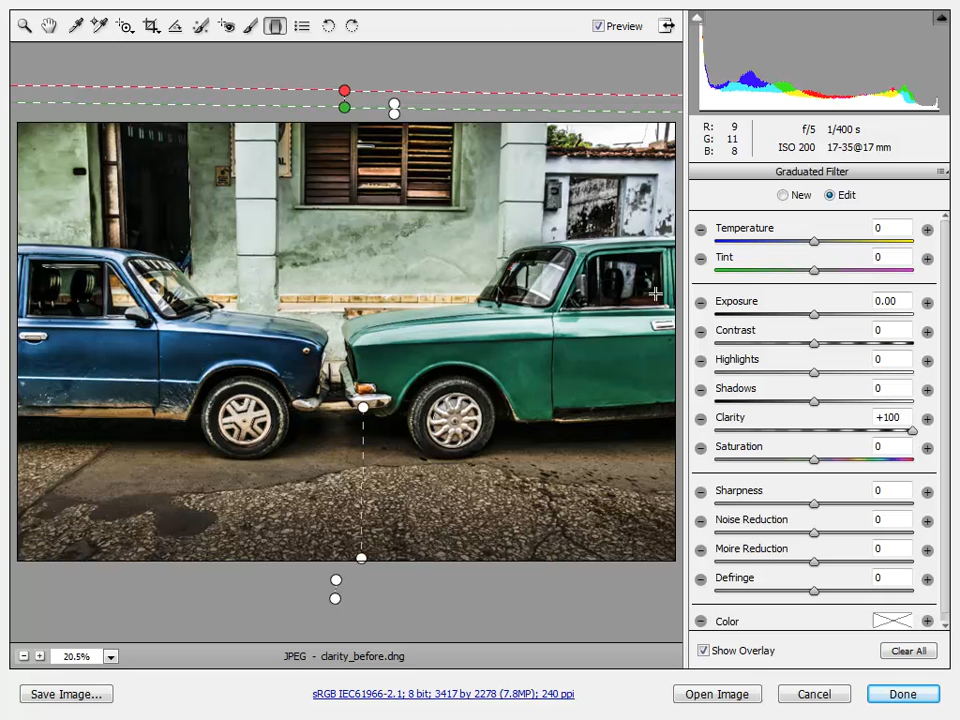 Preview
R: 9
G: 11
B: 8
f/5 1/400 s
ISO 200 17-35@17 mm
Graduated Filter
New Edit
Temperature 0
Tint 0
Exposure 0.00
Contrast 0
Highlights 0
Shadows 0
Clarity +100
Saturation 0
Sharpness 0
Noise Reduction 0
Moire Reduction 0
Defringe 0
Color
Show Overlay Clear All
20.5% JPEG - clarity_before.dng
Save Image... sRGB IEC61966-2.1; 8 bit; 3417 by 2278 (7.8MP); 240 ppi Open Image Cancel Done